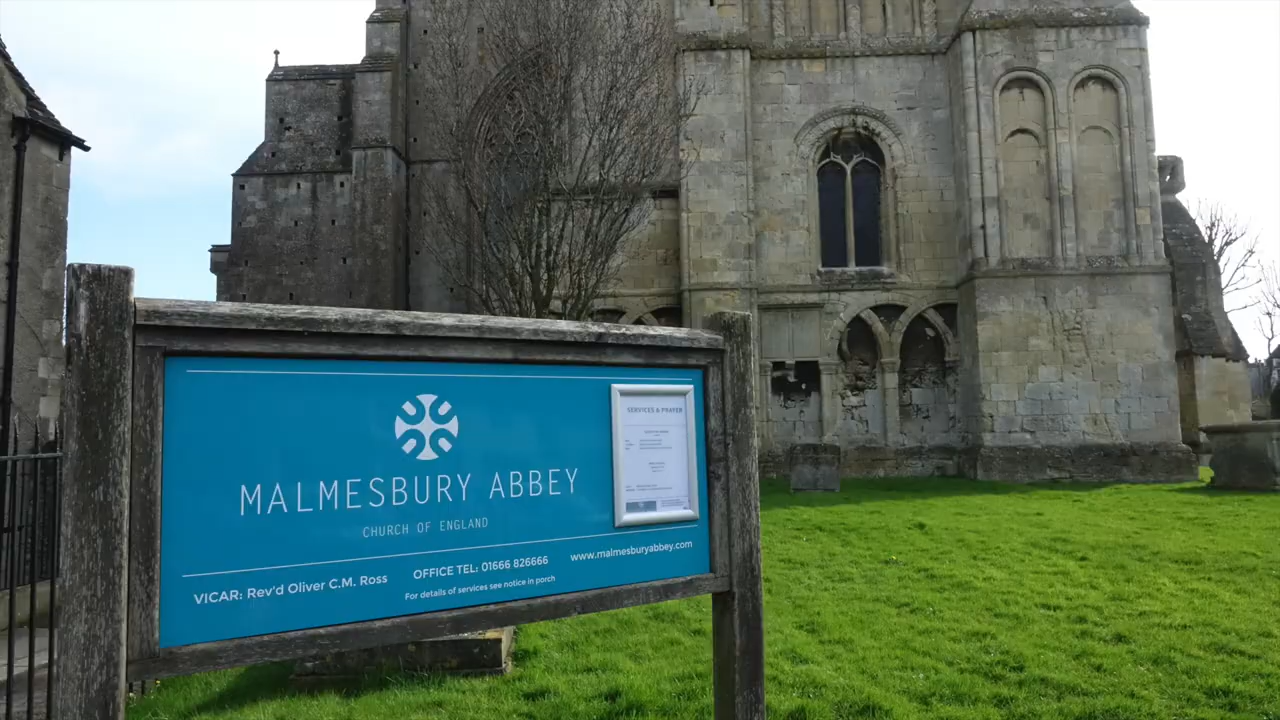 SERVICES & PRAYER
MALMESBURY ABBEY
CHURCH OF ENGLAND
VICAR: Rev'd Oliver C.M. Ross
OFFICE TEL: 01666 826666
www.malmesburyabbey.com
For details of services see notice in porch